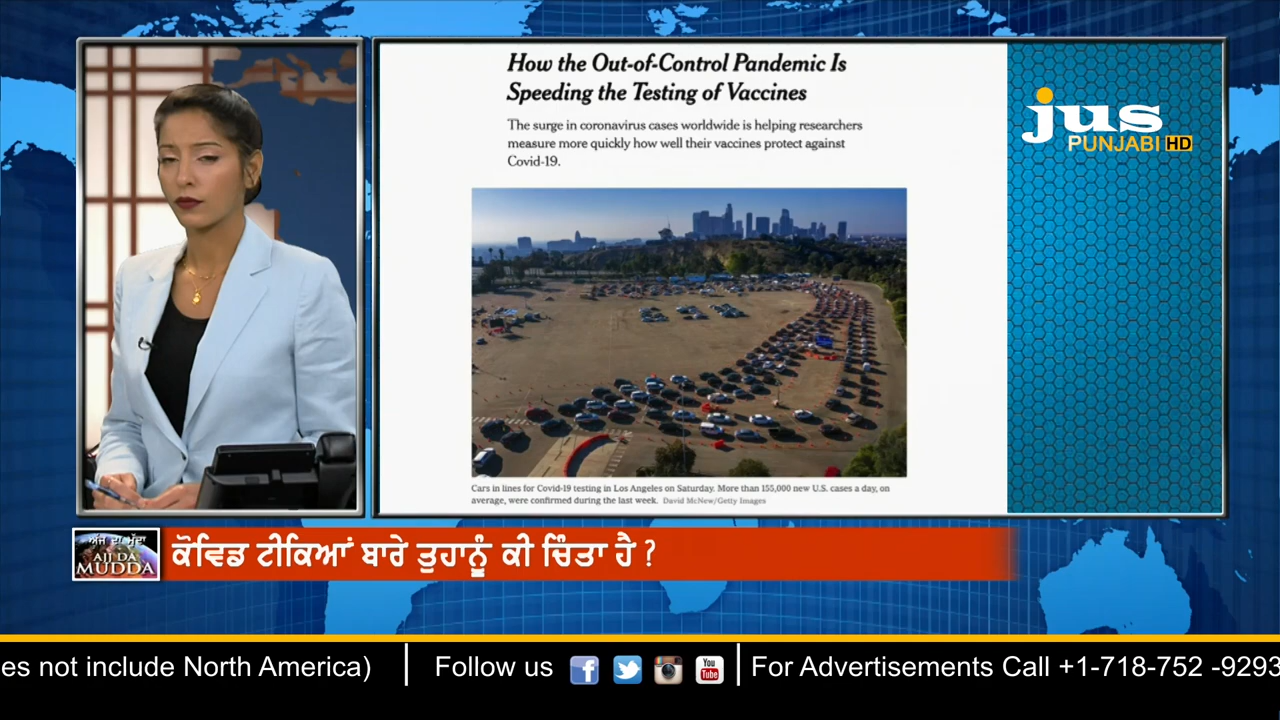 How the Out-of-Control Pandemic Is
Speeding the Testing of Vaccines
The surge in coronavirus cases worldwide is helping researchers
measure more quickly how well their vaccines protect against
Covid-19.
jus
PUNJABI HD
Cars in lines for Covid-19 testing in Los Angeles on Saturday. More than 155,000 new U.S. cases a day, on
average, were confirmed during the last week. David McNew/Getty Images
ਅੱਜ ਦਾ ਮੁੱਦਾ
AJJ DA
MUDDA
ਕੋਵਿਡ ਟੀਕਿਆਂ ਬਾਰੇ ਤੁਹਾਨੂੰ ਕੀ ਚਿੰਤਾ ਹੈ ?
es not include North America) | Follow us You Tube | For Advertisements Call +1-718-752 -9293